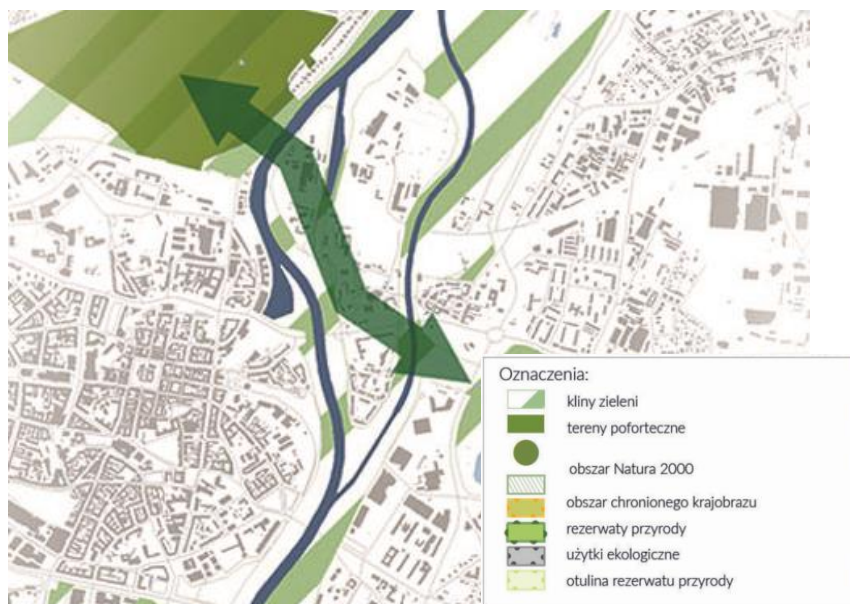 Oznaczenia:
kliny zieleni
tereny poforteczne
obszar Natura 2000
obszar chronionego krajobrazu
rezerwaty przyrody
użytki ekologiczne
otulina rezerwatu przyrody